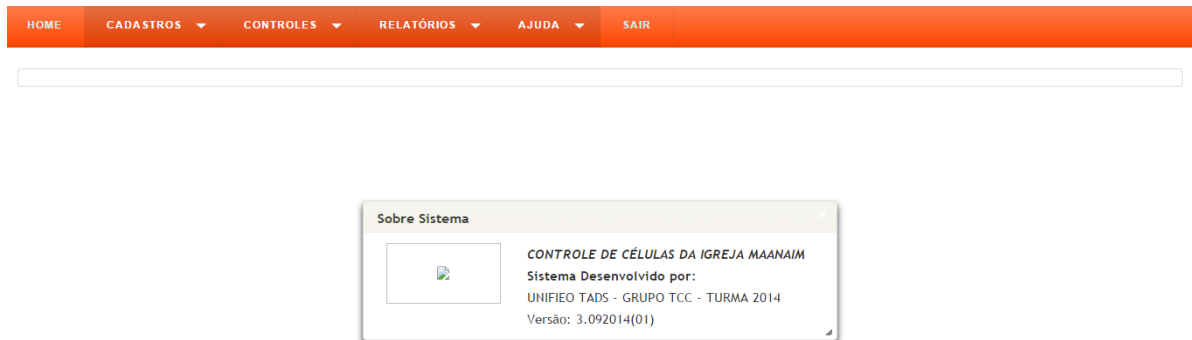 HOME CADASTROS CONTROLES RELATÓRIOS AJUDA SAIR
Sobre Sistema
CONTROLE DE CÉLULAS DA IGREJA MAANAIM
Sistema Desenvolvido por:
UNIFIEO TADS - GRUPO TCC - TURMA 2014
Versão: 3.092014(01)